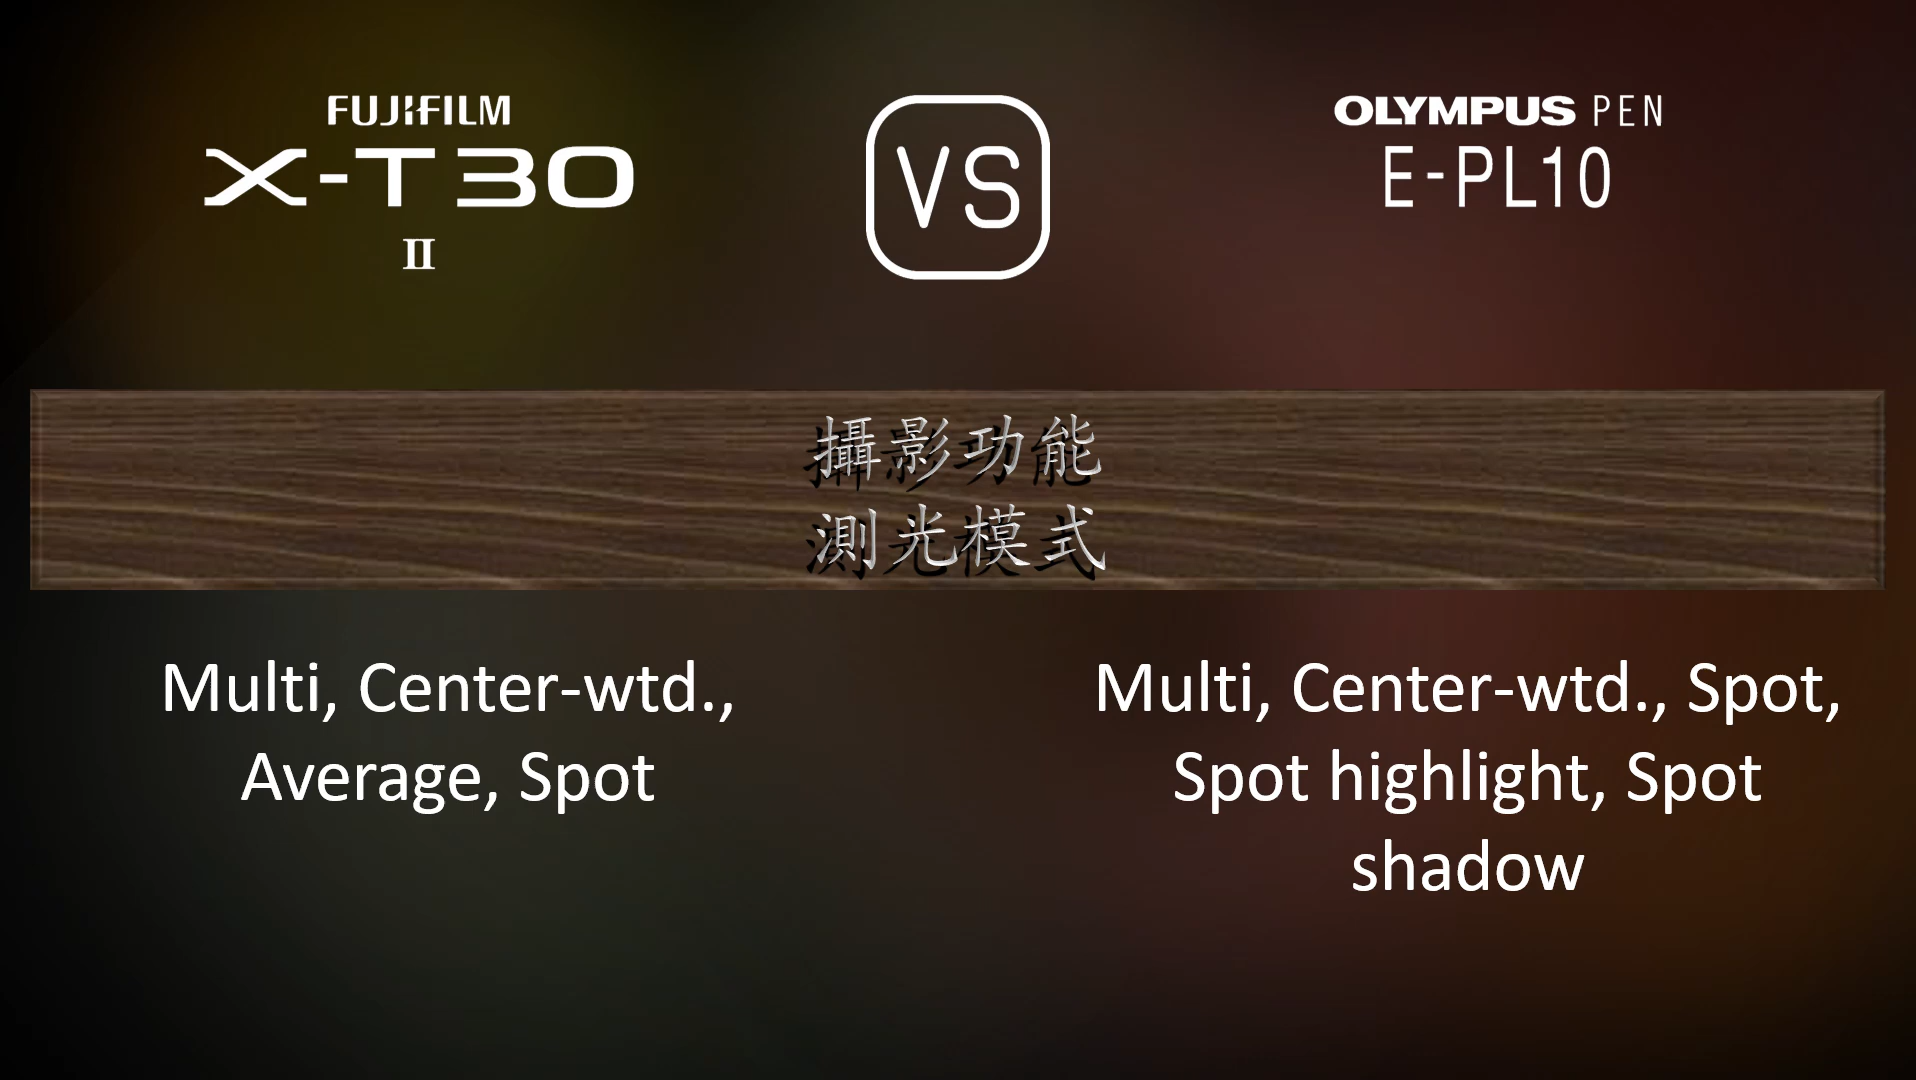 FUJIFILM
X-T30
II
VS
OLYMPUS PEN
E-PL10
攝影功能
測光模式
Multi, Center-wtd.,
Average, Spot
Multi, Center-wtd., Spot,
Spot highlight, Spot
shadow